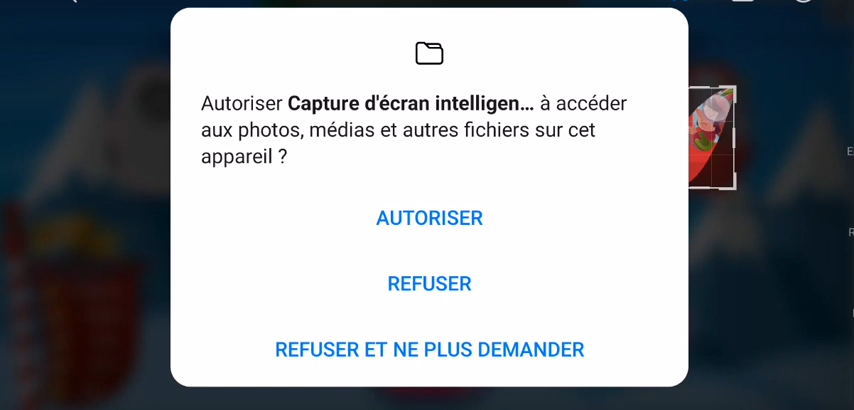 Autoriser Capture d'écran intelligen... à accéder
aux photos, médias et autres fichiers sur cet
appareil ?
AUTORISER
REFUSER
REFUSER ET NE PLUS DEMANDER